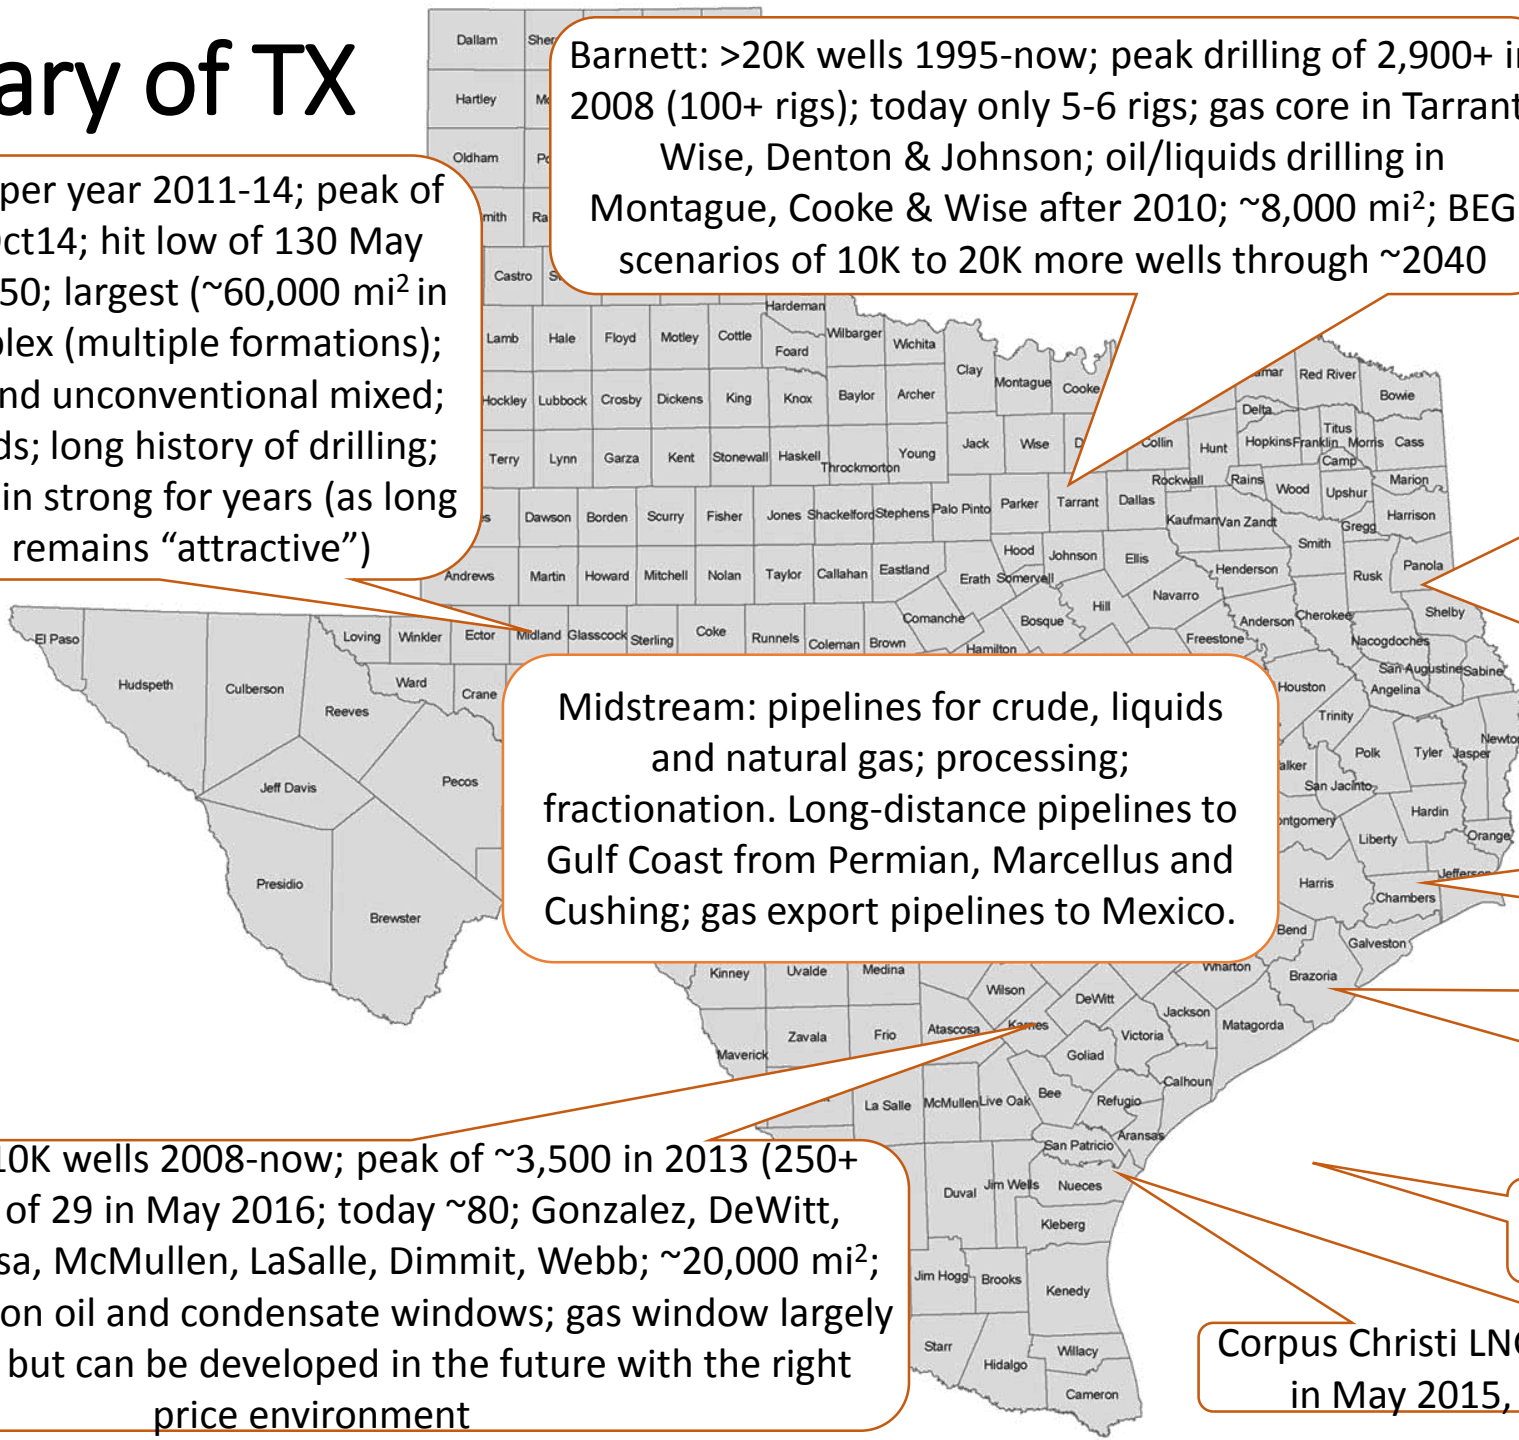 ary of TX
Barnett: >20K wells 1995-now; peak drilling of 2,900+ in
2008 (100+ rigs); today only 5-6 rigs; gas core in Tarrant
Wise, Denton & Johnson; oil/liquids drilling in
Montague, Cooke & Wise after 2010; ~8,000 mi²; BEG
scenarios of 10K to 20K more wells through ~2040
per year 2011-14; peak of
ct14; hit low of 130 May
50; largest (~60,000 mi² in
plex (multiple formations);
nd unconventional mixed;
ds; long history of drilling;
in strong for years (as long
remains “attractive”)
Midstream: pipelines for crude, liquids
and natural gas; processing;
fractionation. Long-distance pipelines to
Gulf Coast from Permian, Marcellus and
Cushing; gas export pipelines to Mexico.
10K wells 2008-now; peak of ~3,500 in 2013 (250+
of 29 in May 2016; today ~80; Gonzalez, DeWitt,
sa, McMullen, LaSalle, Dimmit, Webb; ~20,000 mi²;
on oil and condensate windows; gas window largely
but can be developed in the future with the right
price environment
Corpus Christi LNG
in May 2015,
Dallam Sher
Hartley Mo
Oldham Po
mith Ra
Castro S
Hardeman
Lamb Hale Floyd Motley Cottle Foard Wilbarger Wichita Clay Montague Cooke mar Red River Bowie
Delta Titus
Hockley Lubbock Crosby Dickens King Knox Baylor Archer Jack Wise D Collin Hunt Hopkins Franklin Morris Cass
Camp
Terry Lynn Garza Kent Stonewall Haskell Throckmorton Young Rockwall Rains Wood Upshur Marion
es Dawson Borden Scurry Fisher Jones Shackelford Stephens Palo Pinto Parker Tarrant Dallas Kaufman Van Zandt Gregg Harrison
Smith
Andrews Martin Howard Mitchell Nolan Taylor Callahan Eastland Erath Hood Somervell Johnson Ellis Henderson Rusk Panola
Navarro
El Paso Loving Winkler Ector Midland Glasscock Sterling Coke Runnels Coleman Brown Comanche Bosque Hill Freestone Anderson Cherokee Shelby
Hamilton Nacogdoches
Hudspeth Culberson Reeves Ward Crane Houston Angelina San Augustine Sabine
Trinity
Jeff Davis Pecos alker Polk Tyler Jasper Newto
San Jacinto
ontgomery Liberty Hardin Orange
Presidio Brewster Harris Chambers Jefferson
Bend Galveston
Kinney Uvalde Medina Wilson DeWitt Wharton Brazoria
Maverick Zavala Frio Atascosa Karnes Goliad Victoria Jackson Matagorda
Calhoun
La Salle McMullen Live Oak Bee Refugio
Aransas
San Patricio
Duval Jim Wells Nueces
Kleberg
Jim Hogg Brooks Kenedy
Starr Hidalgo Willacy
Cameron